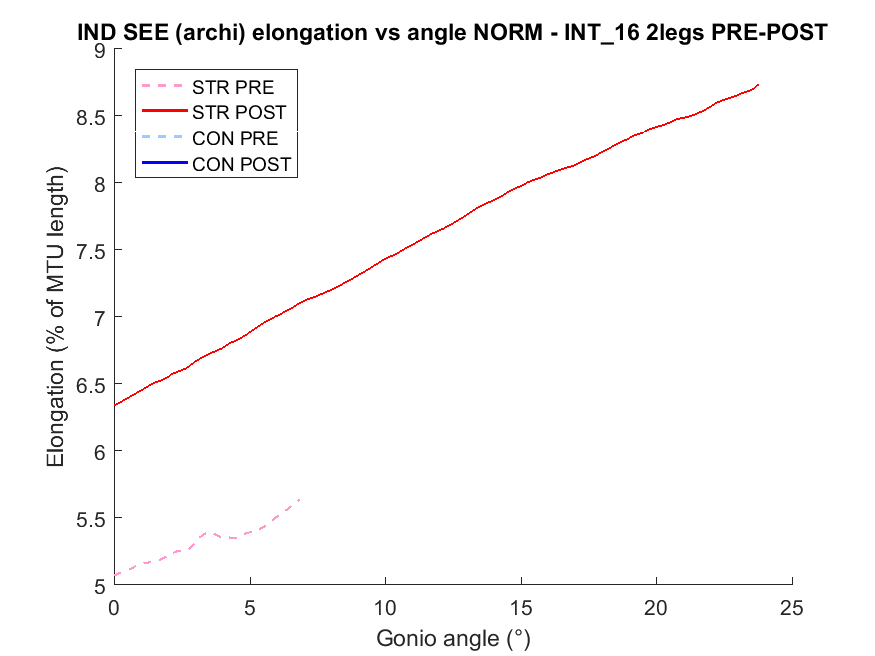 IND SEE (archi) elongation vs angle NORM - INT_16 2legs PRE-POST
9
8.5
8
7.5
7
6.5
6
5.5
5
Elongation (% of MTU length)
STR PRE
STR POST
CON PRE
CON POST
0 5 10 15 20 25
Gonio angle (°)